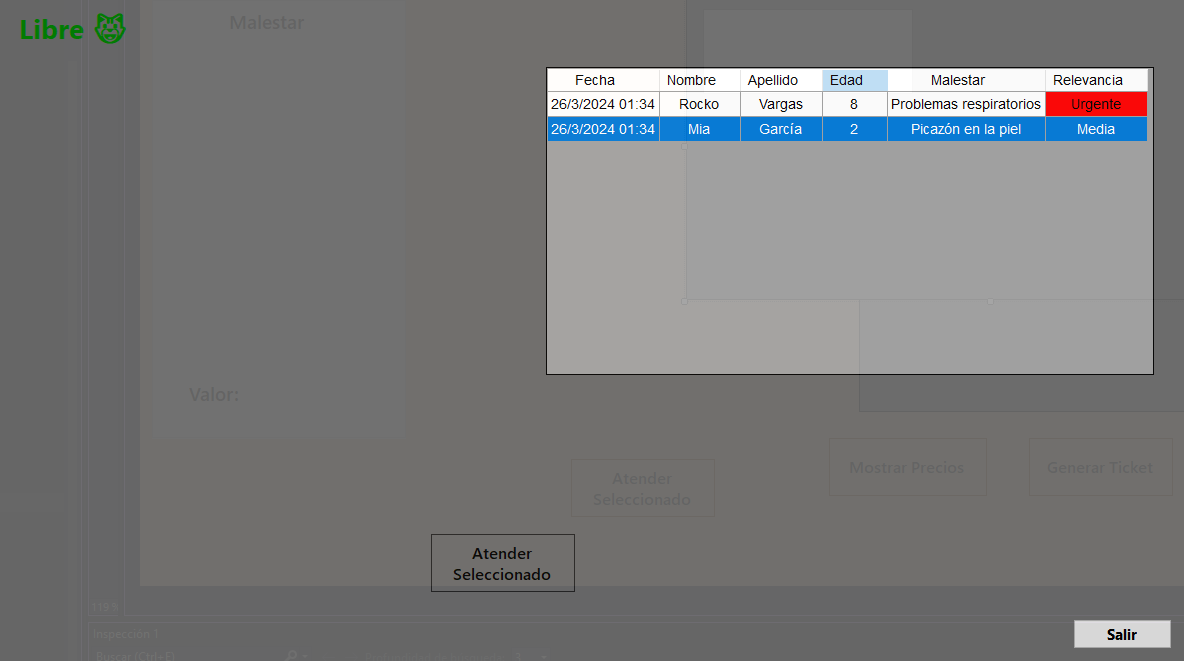 Libre 😺
Malestar
Fecha Nombre Apellido Edad Malestar Relevancia
26/3/2024 01:34 Rocko Vargas 8 Problemas respiratorios Urgente
26/3/2024 01:34 Mia García 2 Picazón en la piel Media
Valor:
Mostrar Precios
Generar Ticket
Atender
Seleccionado
Atender
Seleccionado
119 %
Inspección 1
Salir
Buscar (Ctrl+E)